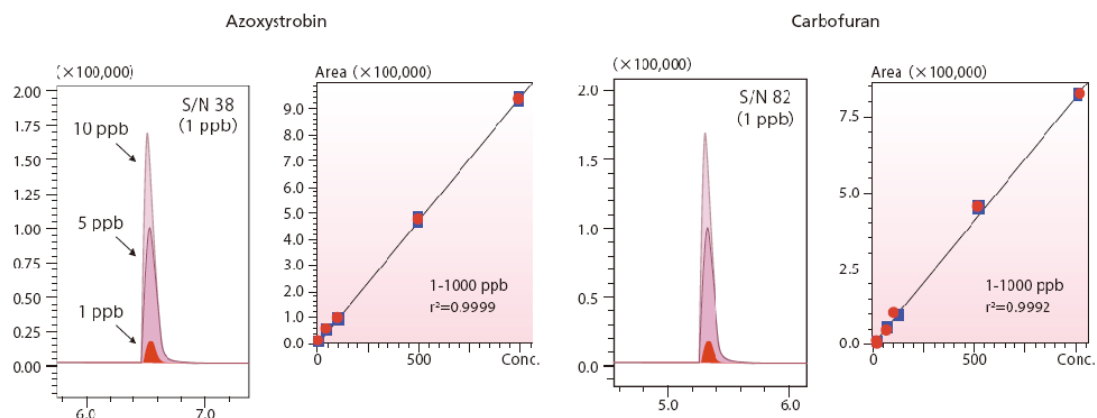 Azoxystrobin
(×100,000)
2.00
1.75
1.50
1.25
1.00
0.75
0.50
0.25
0.00
6.0
7.0
S/N 38
(1 ppb)
10 ppb
5 ppb
1 ppb
Area (×100,000)
9.0
8.0
7.0
6.0
5.0
4.0
3.0
2.0
1.0
0.0
0
500
Conc.
1-1000 ppb
r²=0.9999
Carbofuran
(×100,000)
2.0
1.5
1.0
0.5
0.0
5.0
6.0
S/N 82
(1 ppb)
Area (×100,000)
7.5
5.0
2.5
0.0
0
500
Conc.
1-1000 ppb
r²=0.9992